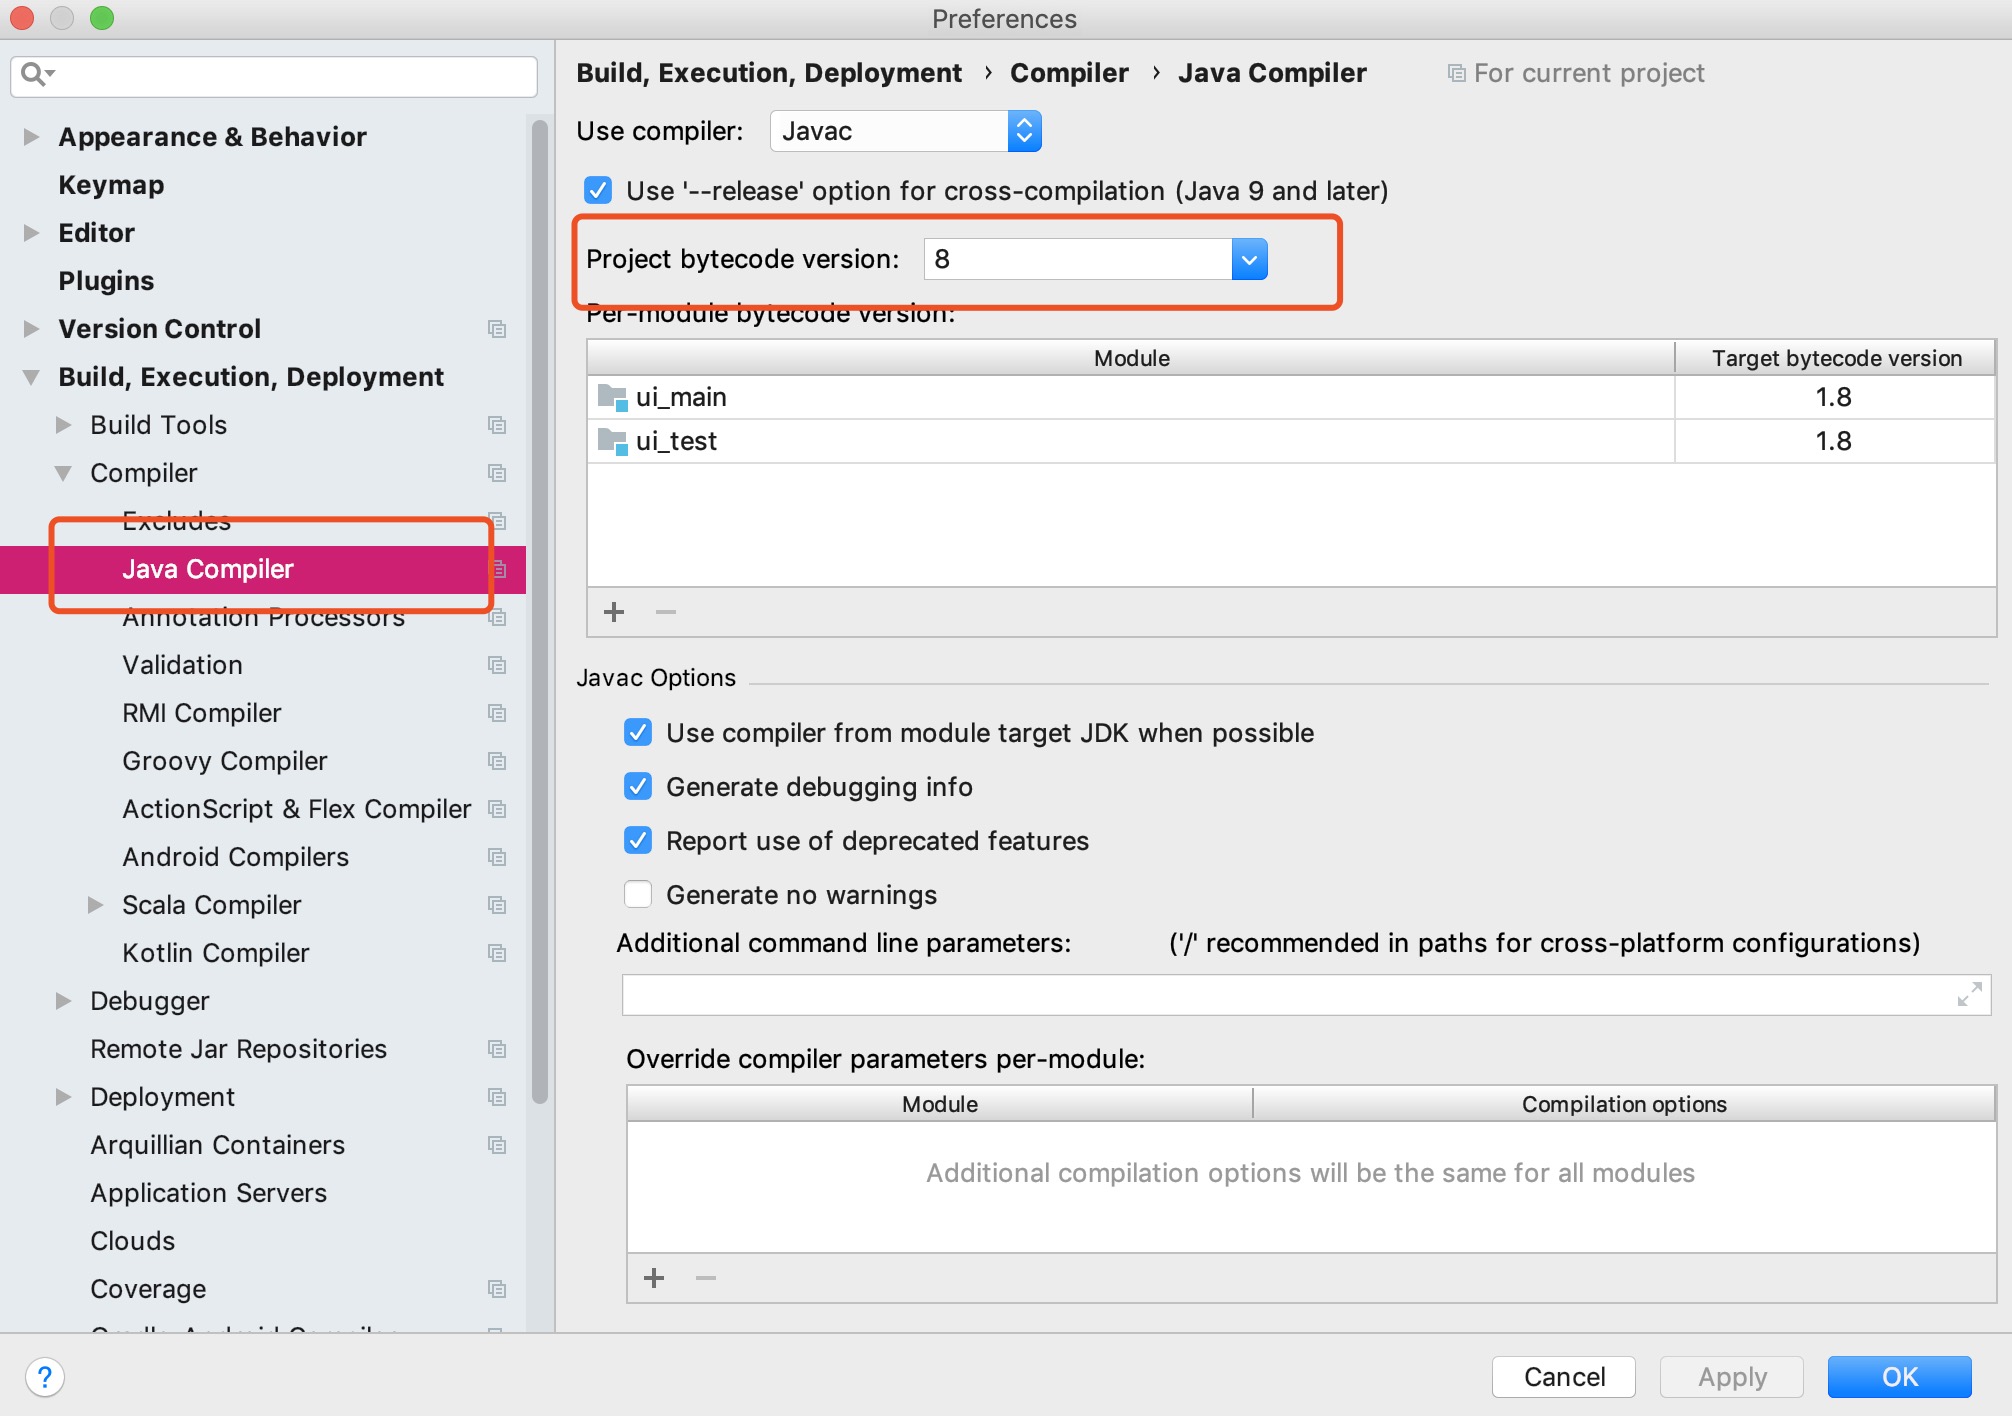 Preferences
Appearance & Behavior
Keymap
Editor
Plugins
Version Control
Build, Execution, Deployment
Build Tools
Compiler
Excludes
Java Compiler
Annotation Processors
Validation
RMI Compiler
Groovy Compiler
ActionScript & Flex Compiler
Android Compilers
Scala Compiler
Kotlin Compiler
Debugger
Remote Jar Repositories
Deployment
Arquillian Containers
Application Servers
Clouds
Coverage
Build, Execution, Deployment › Compiler › Java Compiler For current project
Use compiler: Javac
Use '--release' option for cross-compilation (Java 9 and later)
Project bytecode version: 8
Per-module bytecode version:
Module Target bytecode version
ui_main 1.8
ui_test 1.8
Javac Options
Use compiler from module target JDK when possible
Generate debugging info
Report use of deprecated features
Generate no warnings
Additional command line parameters: ('/' recommended in paths for cross-platform configurations)
Override compiler parameters per-module:
Module Compilation options
Additional compilation options will be the same for all modules
? Cancel Apply OK